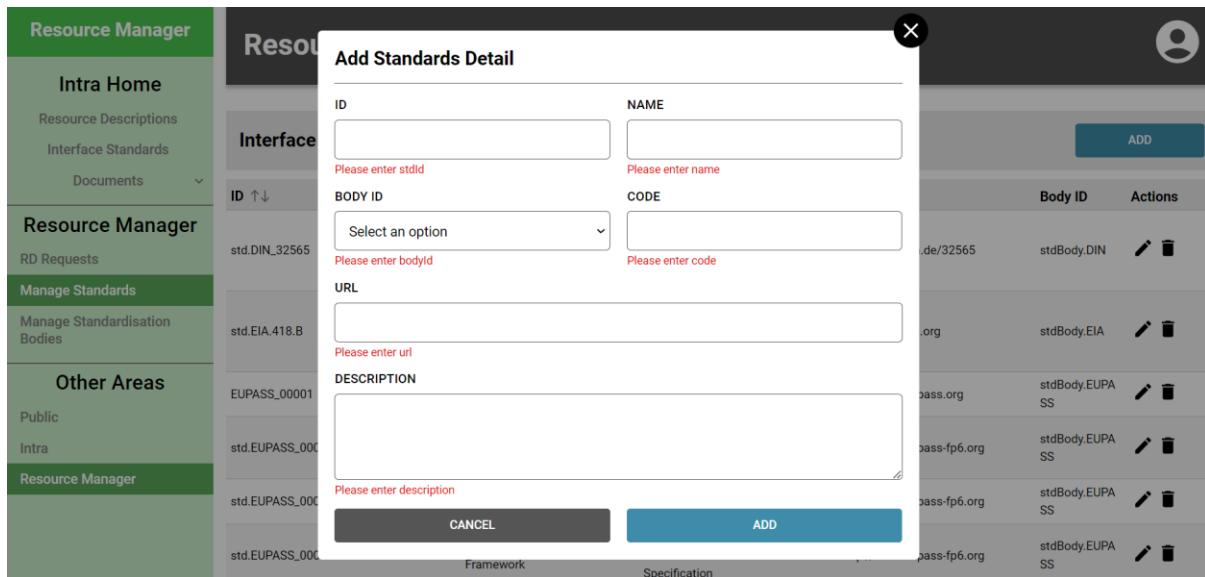 Resource Manager
Intra Home
Resource Descriptions
Interface Standards
Documents
Resource Manager
RD Requests
Manage Standards
Manage Standardisation
Bodies
Other Areas
Public
Intra
Resource Manager
Interface
ADD
ID ↑↓
Body ID Actions
std.DIN_32565
.de/32565
stdBody.DIN
std.EIA.418.B
.org
stdBody.EIA
EUPASS_00001
pass.org
stdBody.EUPA
SS
std.EUPASS_000
pass-fp6.org
stdBody.EUPA
SS
std.EUPASS_000
pass-fp6.org
stdBody.EUPA
SS
std.EUPASS_000
Framework
Specification
pass-fp6.org
stdBody.EUPA
SS
Add Standards Detail
ID
Please enter stdId
NAME
Please enter name
BODY ID
Select an option
Please enter bodyId
CODE
Please enter code
URL
Please enter url
DESCRIPTION
Please enter description
CANCEL
ADD